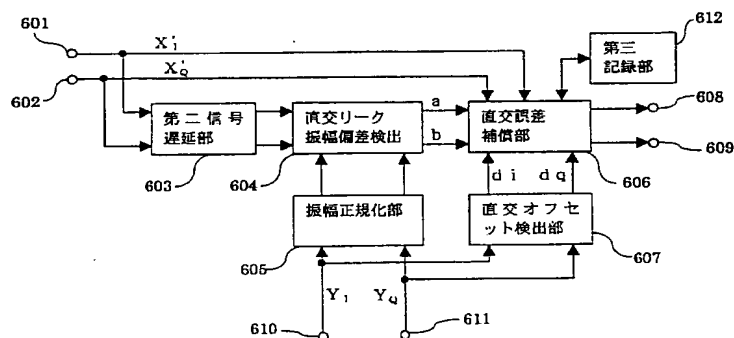 601
X'I
612
第三
記録部
X'Q
602
608
第二信号
遅延部
直交リーク
振幅偏差検出
a
b
直交誤差
補償部
609
603
604
di
dQ
606
振幅正規化部
直交オフセ
ット検出部
605
607
YI
YQ
610
611